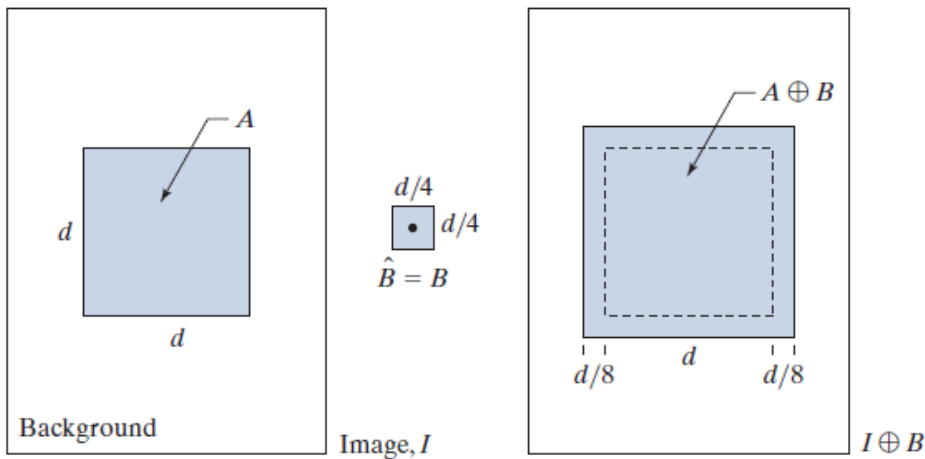 A
d
d
Background
Image, I
d/4
d/4
B̂ = B
A ⊕ B
d
d/8
d/8
I ⊕ B